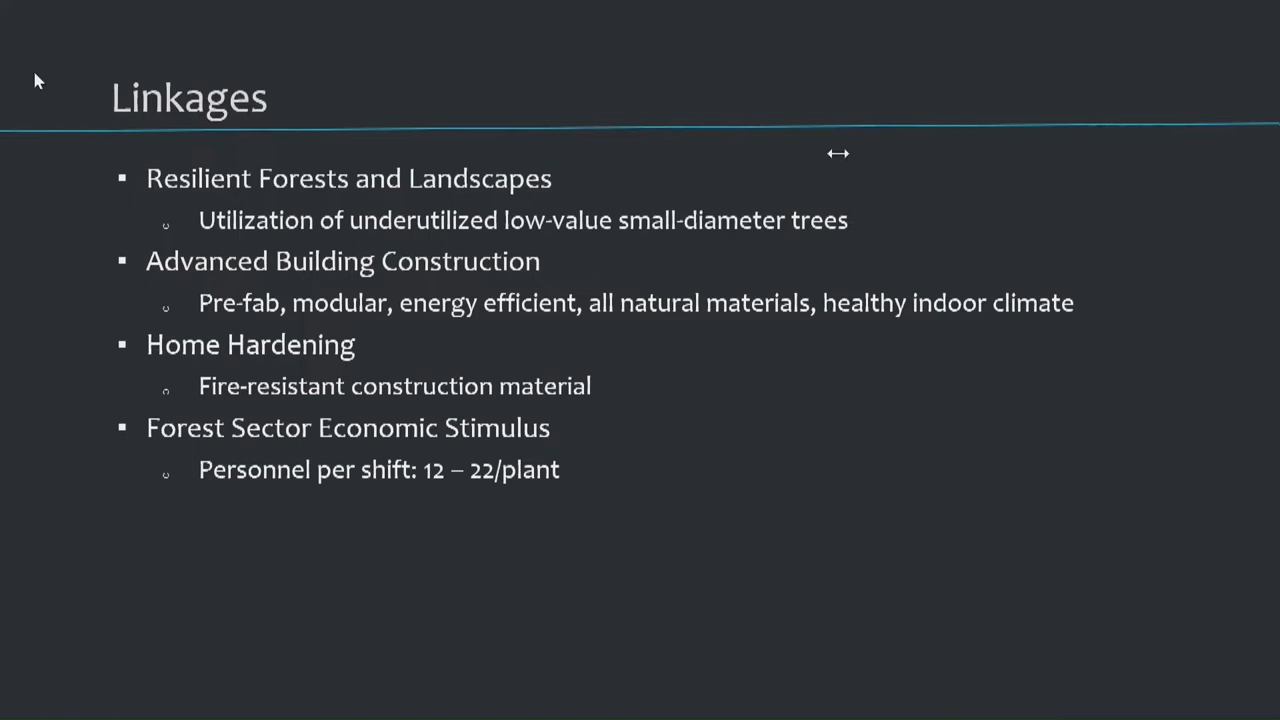 Linkages
▪ Resilient Forests and Landscapes
Utilization of underutilized low-value small-diameter trees
▪ Advanced Building Construction
Pre-fab, modular, energy efficient, all natural materials, healthy indoor climate
▪ Home Hardening
Fire-resistant construction material
▪ Forest Sector Economic Stimulus
Personnel per shift: 12 – 22/plant